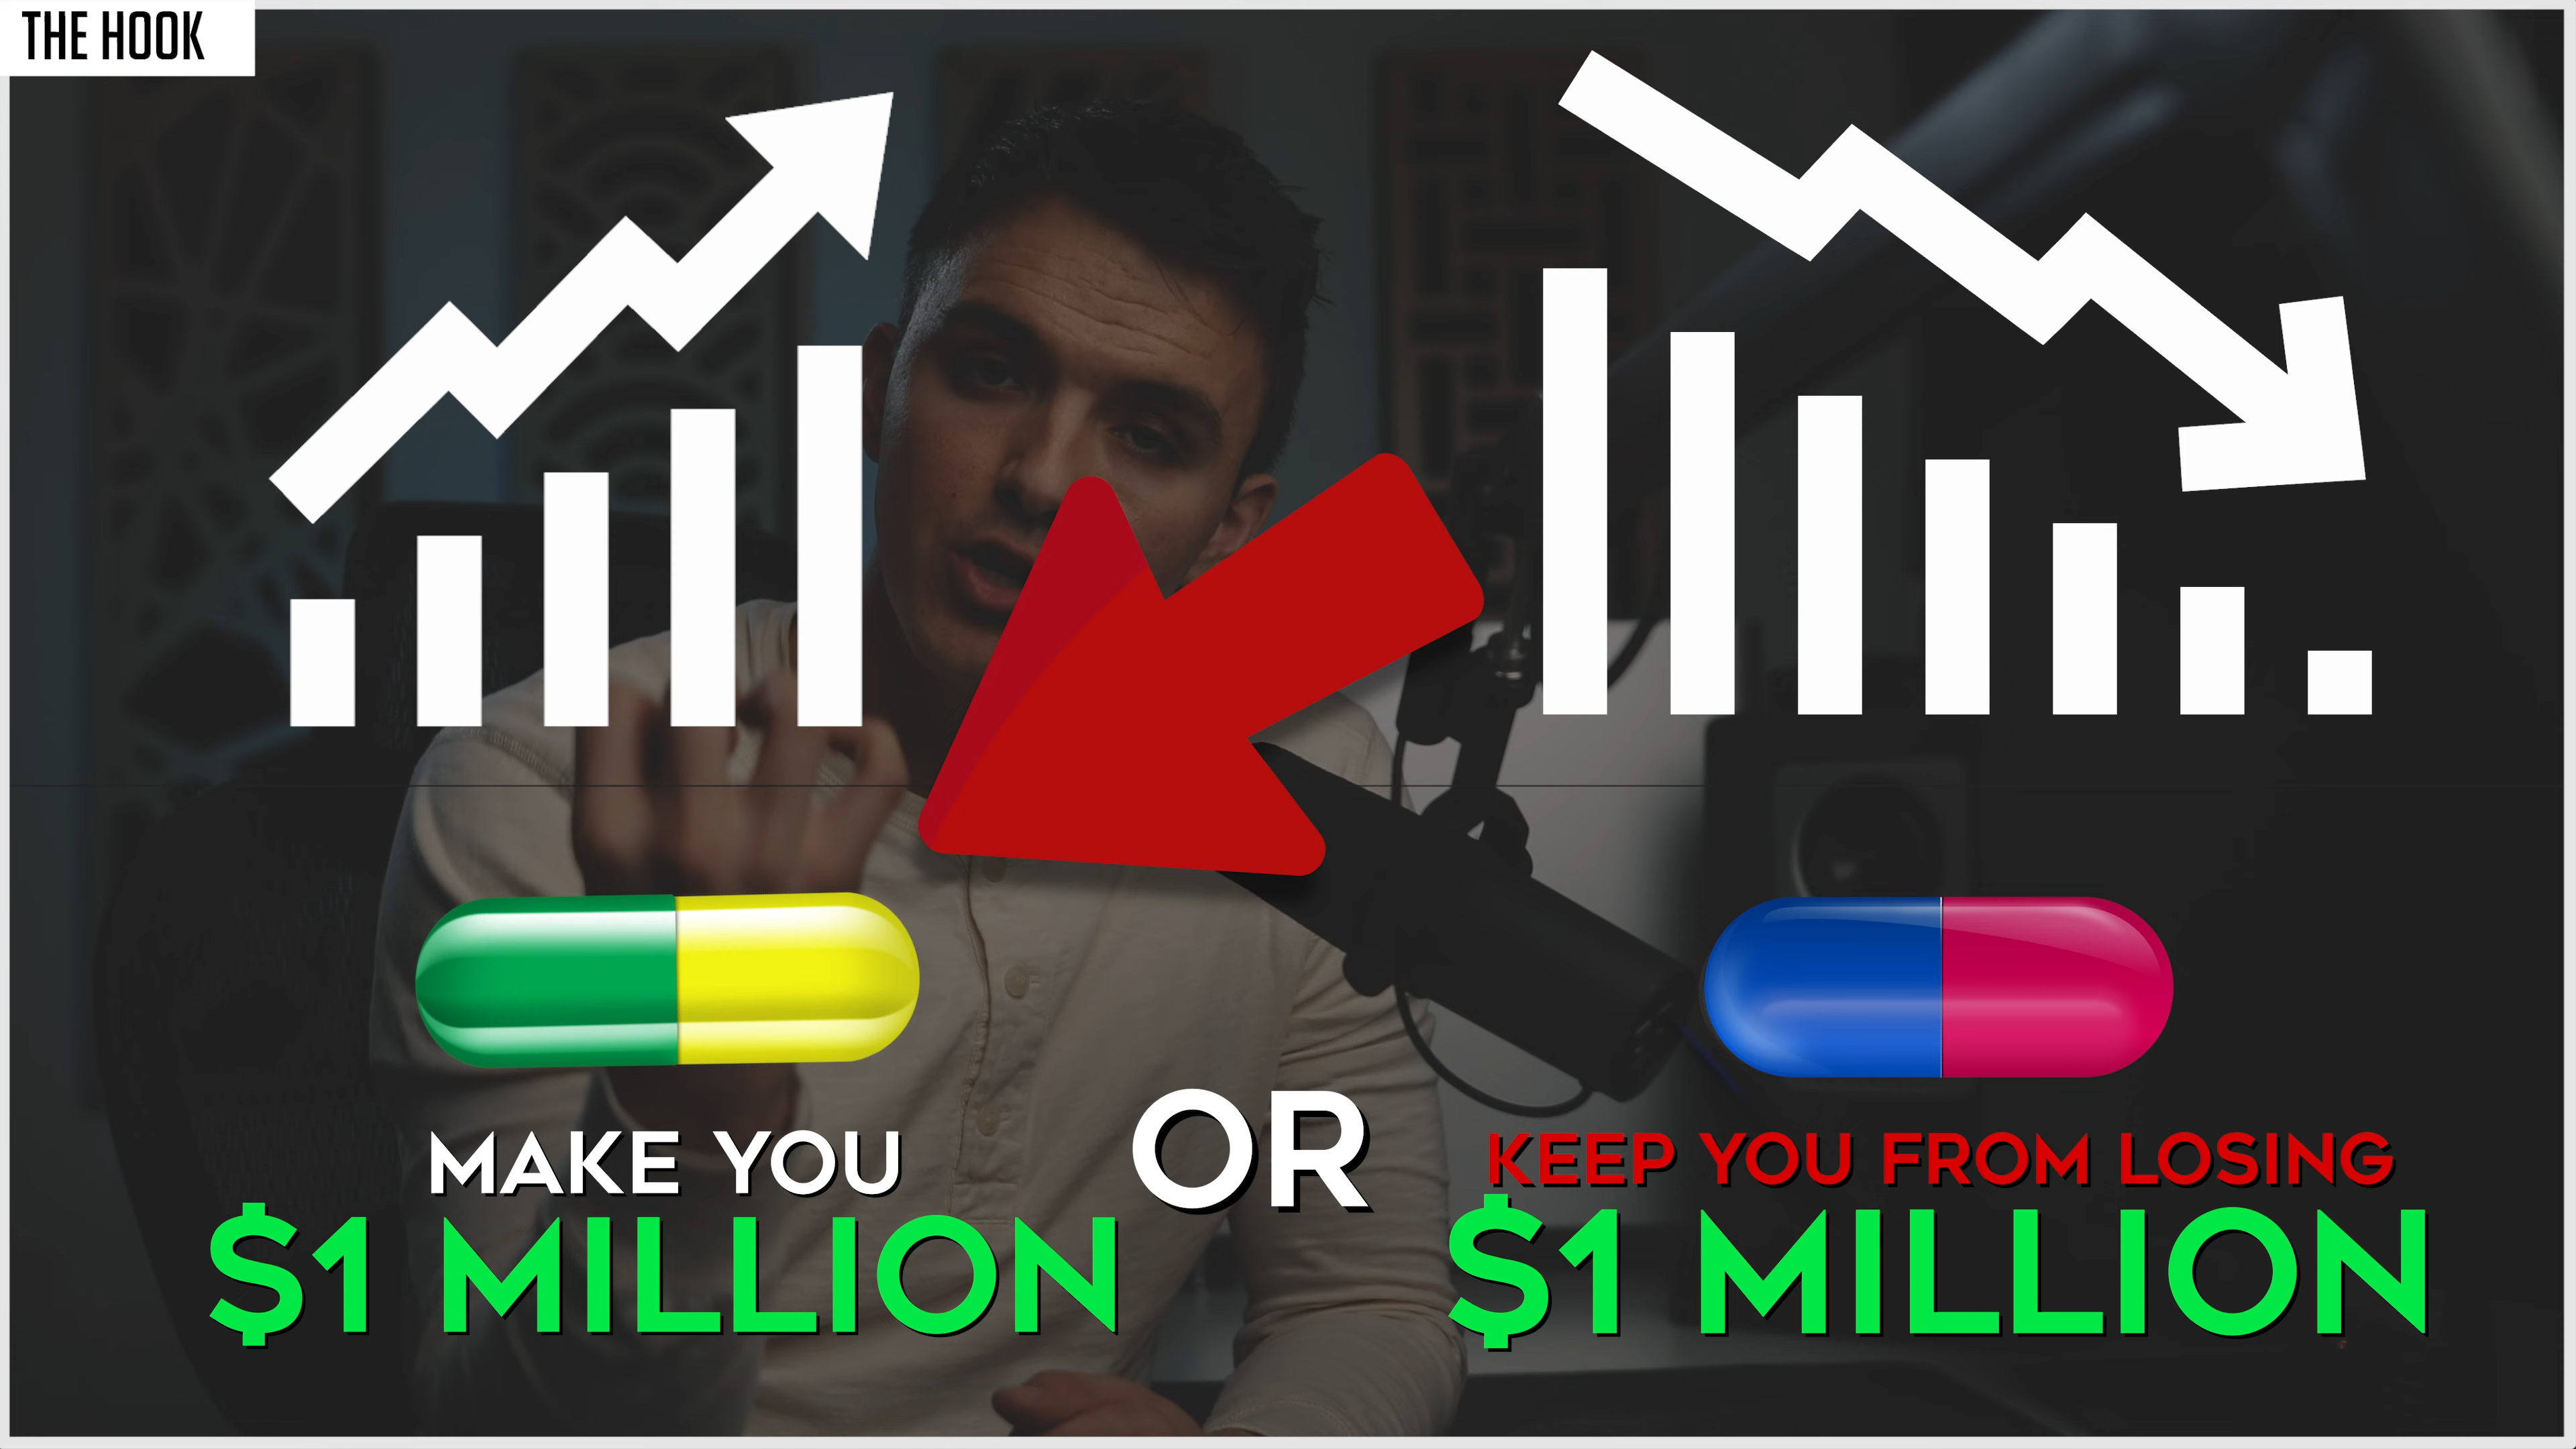 THE HOOK
MAKE YOU
$1 MILLION
OR
KEEP YOU FROM LOSING
$1 MILLION